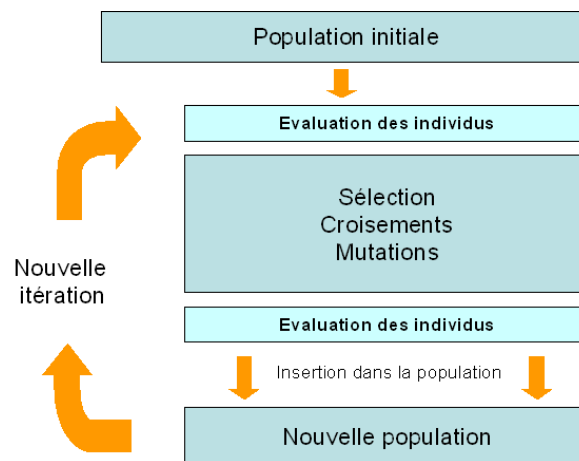 Population initiale
Evaluation des individus
Sélection
Croisements
Mutations
Nouvelle
itération
Evaluation des individus
Insertion dans la population
Nouvelle population